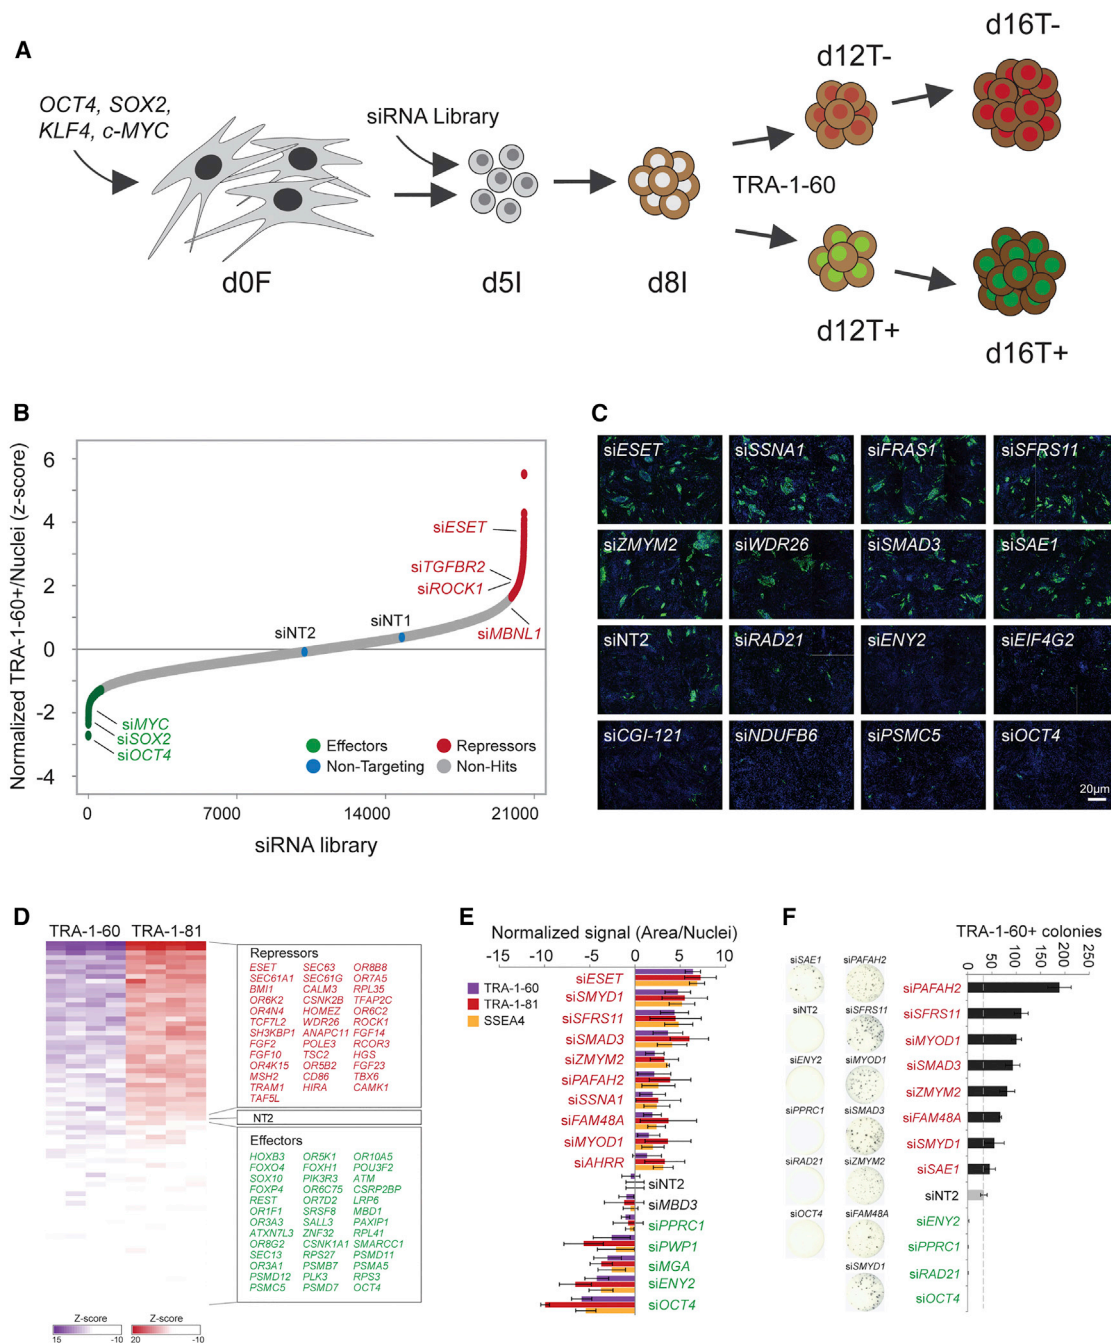 A
OCT4, SOX2,
KLF4, c-MYC
siRNA Library
d0F
d5I
d8I
TRA-1-60
d12T-
d16T-
d12T+
d16T+
B
Normalized TRA-1-60+/Nuclei (z-score)
6
4
2
0
-2
-4
siESET
siTGFBR2
siROCK1
siMBNL1
siNT1
siNT2
siMYC
siSOX2
siOCT4
Effectors
Repressors
Non-Targeting
Non-Hits
0
7000
14000
21000
siRNA library
C
siESET
siSSNA1
siFRAS1
siSFRS11
siZMYM2
siWDR26
siSMAD3
siSAE1
siNT2
siRAD21
siENY2
siEIF4G2
siCGI-121
siNDUFB6
siPSMC5
siOCT4
20µm
D
TRA-1-60 TRA-1-81
Repressors
ESET SEC63 OR8B8
SEC61A1 SEC61G OR7A5
BMI1 CALM3 RPL35
OR6K2 CSNK2B TFAP2C
OR4N4 HOMEZ OR6C2
TCF7L2 WDR26 ROCK1
SH3KBP1 ANAPC11 FGF14
FGF2 POLE3 RCOR3
FGF10 TSC2 HGS
OR4K15 OR5B2 FGF23
MSH2 CD86 TBX6
TRAM1 HIRA CAMK1
TAF5L
NT2
Effectors
HOXB3 OR5K1 OR10A5
FOXO4 FOXH1 POU3F2
SOX10 PIK3R3 ATM
FOXP4 OR6C75 CSRP2BP
REST OR7D2 LRP6
OR1F1 SRSF8 MBD1
OR3A3 SALL3 PAXIP1
ATXN7L3 ZNF32 RPL41
OR8G2 CSNK1A1 SMARCC1
SEC13 RPS27 PSMD11
OR3A1 PSMB7 PSMA5
PSMD12 PLK3 RPS3
PSMC5 PSMD7 OCT4
Z-score
15 -10
Z-score
20 -10
E
Normalized signal (Area/Nuclei)
-15 -10 -5 0 5 10
TRA-1-60
TRA-1-81
SSEA4
siESET
siSMYD1
siSFRS11
siSMAD3
siZMYM2
siPAFAH2
siSSNA1
siFAM48A
siMYOD1
siAHRR
siNT2
siMBD3
siPPRC1
siPWP1
siMGA
siENY2
siOCT4
F
siSAE1 siPAFAH2
siNT2 siSFRS11
siENY2 siMYOD1
siPPRC1 siSMAD3
siRAD21 siZMYM2
siOCT4 siFAM48A
siSMYD1
TRA-1-60+ colonies
0 50 100 150 200 250
siPAFAH2
siSFRS11
siMYOD1
siSMAD3
siZMYM2
siFAM48A
siSMYD1
siSAE1
siNT2
siENY2
siPPRC1
siRAD21
siOCT4